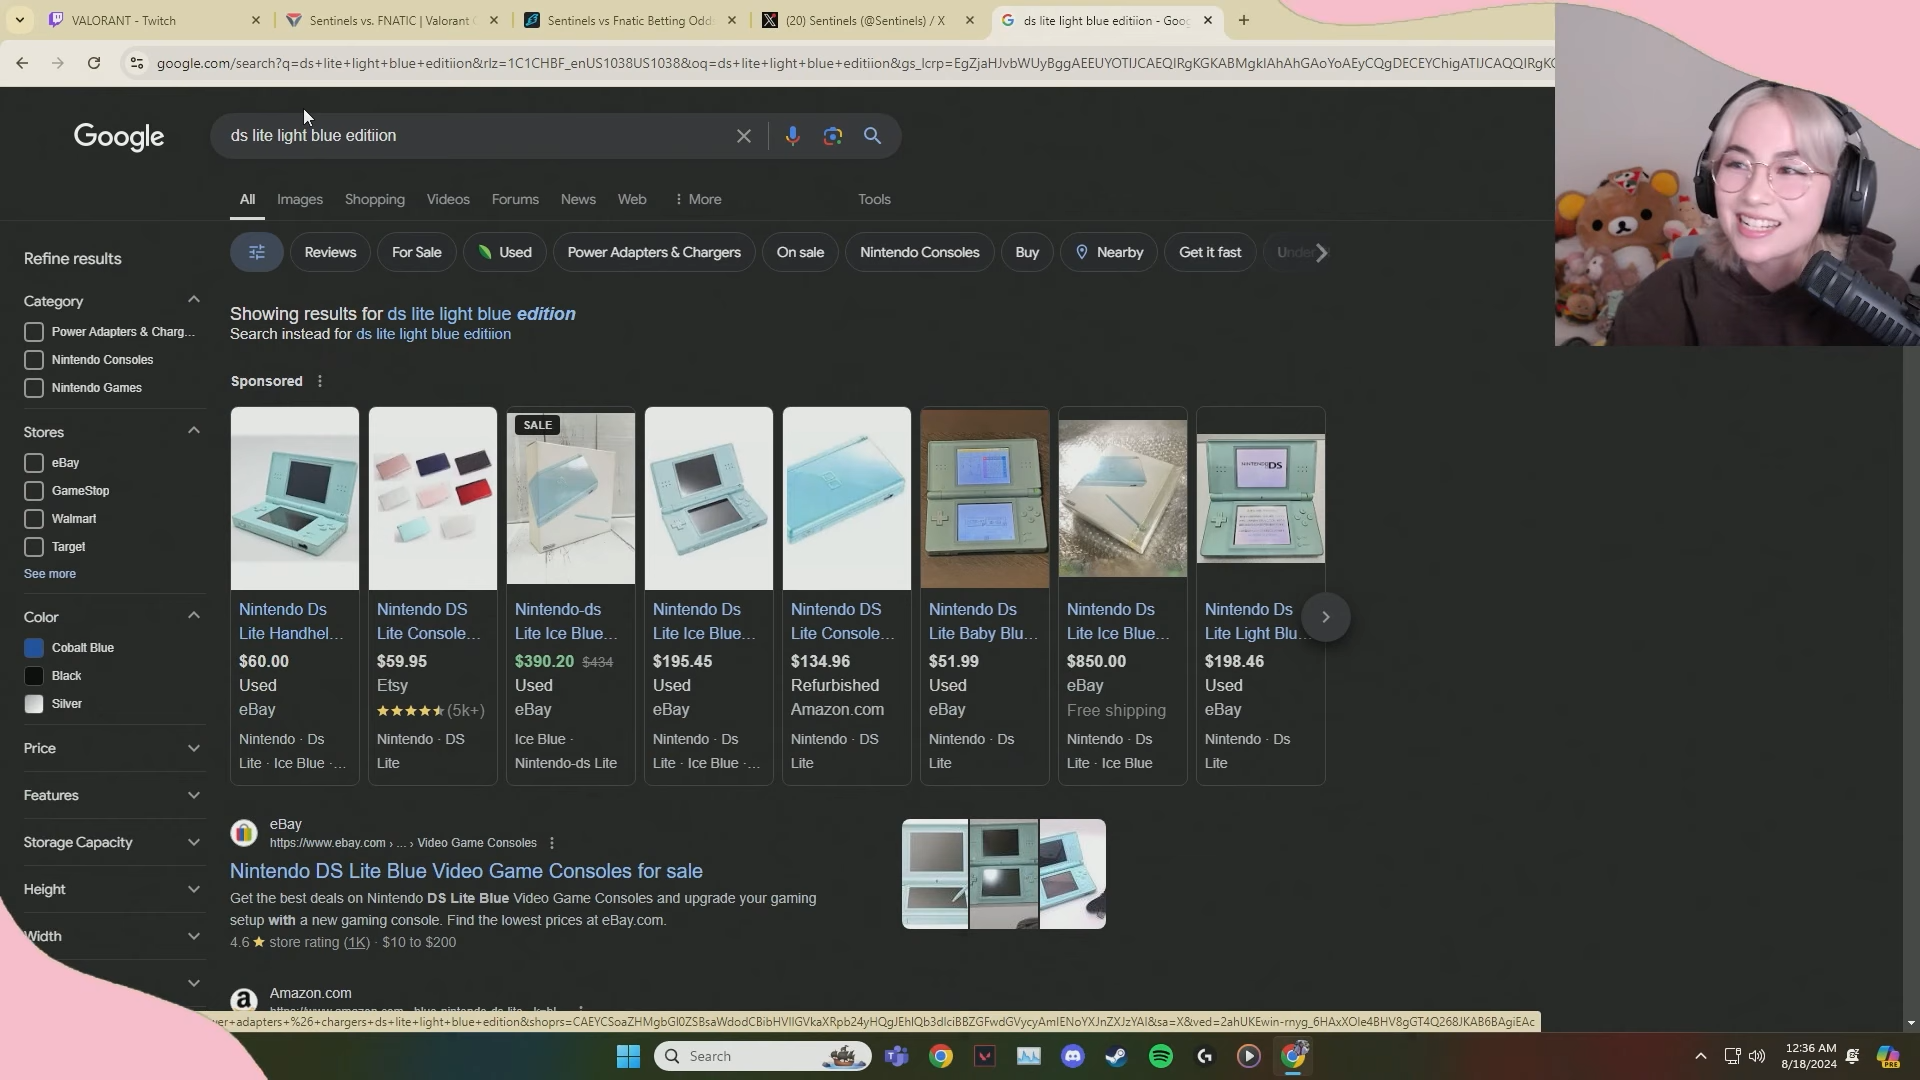 VALORANT - Twitch
Sentinels vs. FNATIC | Valorant
Sentinels vs Fnatic Betting Odd
(20) Sentinels (@Sentinels) / X
ds lite light blue editiion - Goog
google.com/search?q=ds+lite+light+blue+editiion&rlz=1C1CHBF_enUS1038US1038&oq=ds+lite+light+blue+editiion&gs_lcrp=
Google
ds lite light blue editiion
All
Images
Shopping
Videos
Forums
News
Web
More
Tools
Reviews
For Sale
Used
Power Adapters & Chargers
On sale
Nintendo Consoles
Buy
Nearby
Get it fast
Under
Refine results
Category
Power Adapters & Charg...
Nintendo Consoles
Nintendo Games
Stores
eBay
GameStop
Walmart
Target
See more
Color
Cobalt Blue
Black
Silver
Price
Features
Storage Capacity
Height
Width
Showing results for ds lite light blue edition
Search instead for ds lite light blue editiion
Sponsored
Nintendo Ds
Lite Handhel...
$60.00
Used
eBay
Nintendo · Ds
Lite · Ice Blue ·...
Nintendo DS
Lite Console...
$59.95
Etsy
(5k+)
Nintendo · DS
Lite
SALE
Nintendo-ds
Lite Ice Blue...
$390.20 $434
Used
eBay
Ice Blue ·
Nintendo-ds Lite
Nintendo Ds
Lite Ice Blue...
$195.45
Used
eBay
Nintendo · Ds
Lite · Ice Blue ·...
Nintendo DS
Lite Console...
$134.96
Refurbished
Amazon.com
Nintendo · DS
Lite
Nintendo Ds
Lite Baby Blu...
$51.99
Used
eBay
Nintendo · Ds
Lite
Nintendo Ds
Lite Ice Blue...
$850.00
eBay
Free shipping
Nintendo · Ds
Lite · Ice Blue
NINTENDODS
Nintendo Ds
Lite Light Blu...
$198.46
Used
eBay
Nintendo · Ds
Lite
eBay
https://www.ebay.com › ... › Video Game Consoles
Nintendo DS Lite Blue Video Game Consoles for sale
Get the best deals on Nintendo DS Lite Blue Video Game Consoles and upgrade your gaming
setup with a new gaming console. Find the lowest prices at eBay.com.
4.6 ★ store rating (1K) · $10 to $200
Amazon.com
Search
12:36 AM
8/18/2024
PRE